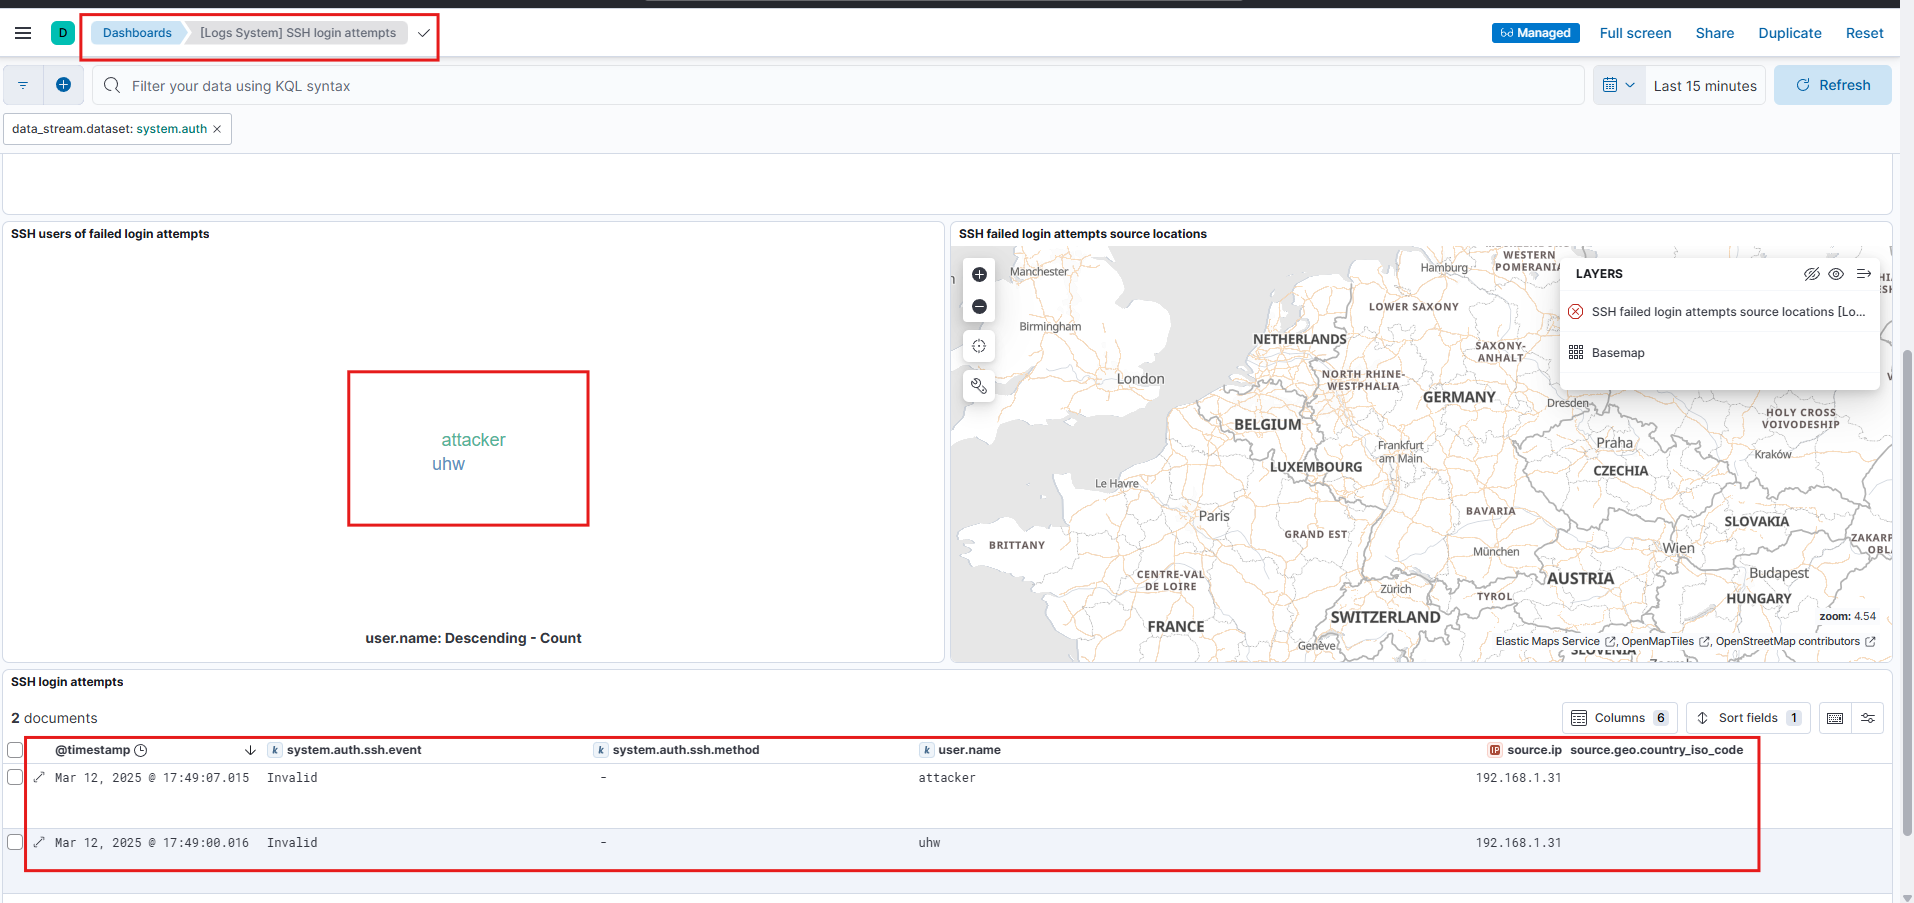 D
Dashboards
[Logs System] SSH login attempts
Managed
Full screen
Share
Duplicate
Reset
Filter your data using KQL syntax
Last 15 minutes
Refresh
data_stream.dataset: system.auth
SSH users of failed login attempts
attacker
uhw
user.name: Descending - Count
SSH failed login attempts source locations
Manchester
Birmingham
London
Hamburg
WESTERN
POMERANIA
LOWER SAXONY
NETHERLANDS
SAXONY-
ANHALT
NORTH RHINE-
WESTPHALIA
GERMANY
Dresden
BELGIUM
HOLY CROSS
VOIVODESHIP
Praha
Frankfurt
am Main
Kraków
LUXEMBOURG
CZECHIA
Le Havre
Paris
BAVARIA
SLOVAKIA
GRAND EST
BRITTANY
München
Wien
CENTRE-VAL
DE LOIRE
Budapest
AUSTRIA
Zürich
TYROL
HUNGARY
SWITZERLAND
FRANCE
Genève
SLOVENIA
LAYERS
SSH failed login attempts source locations [Lo...
Basemap
zoom: 4.54
Elastic Maps Service , OpenMapTiles , OpenStreetMap contributors
SSH login attempts
2 documents
Columns 6
Sort fields 1
@timestamp k system.auth.ssh.event k system.auth.ssh.method k user.name IP source.ip source.geo.country_iso_code
Mar 12, 2025 @ 17:49:07.015 Invalid - attacker 192.168.1.31
Mar 12, 2025 @ 17:49:00.016 Invalid - uhw 192.168.1.31